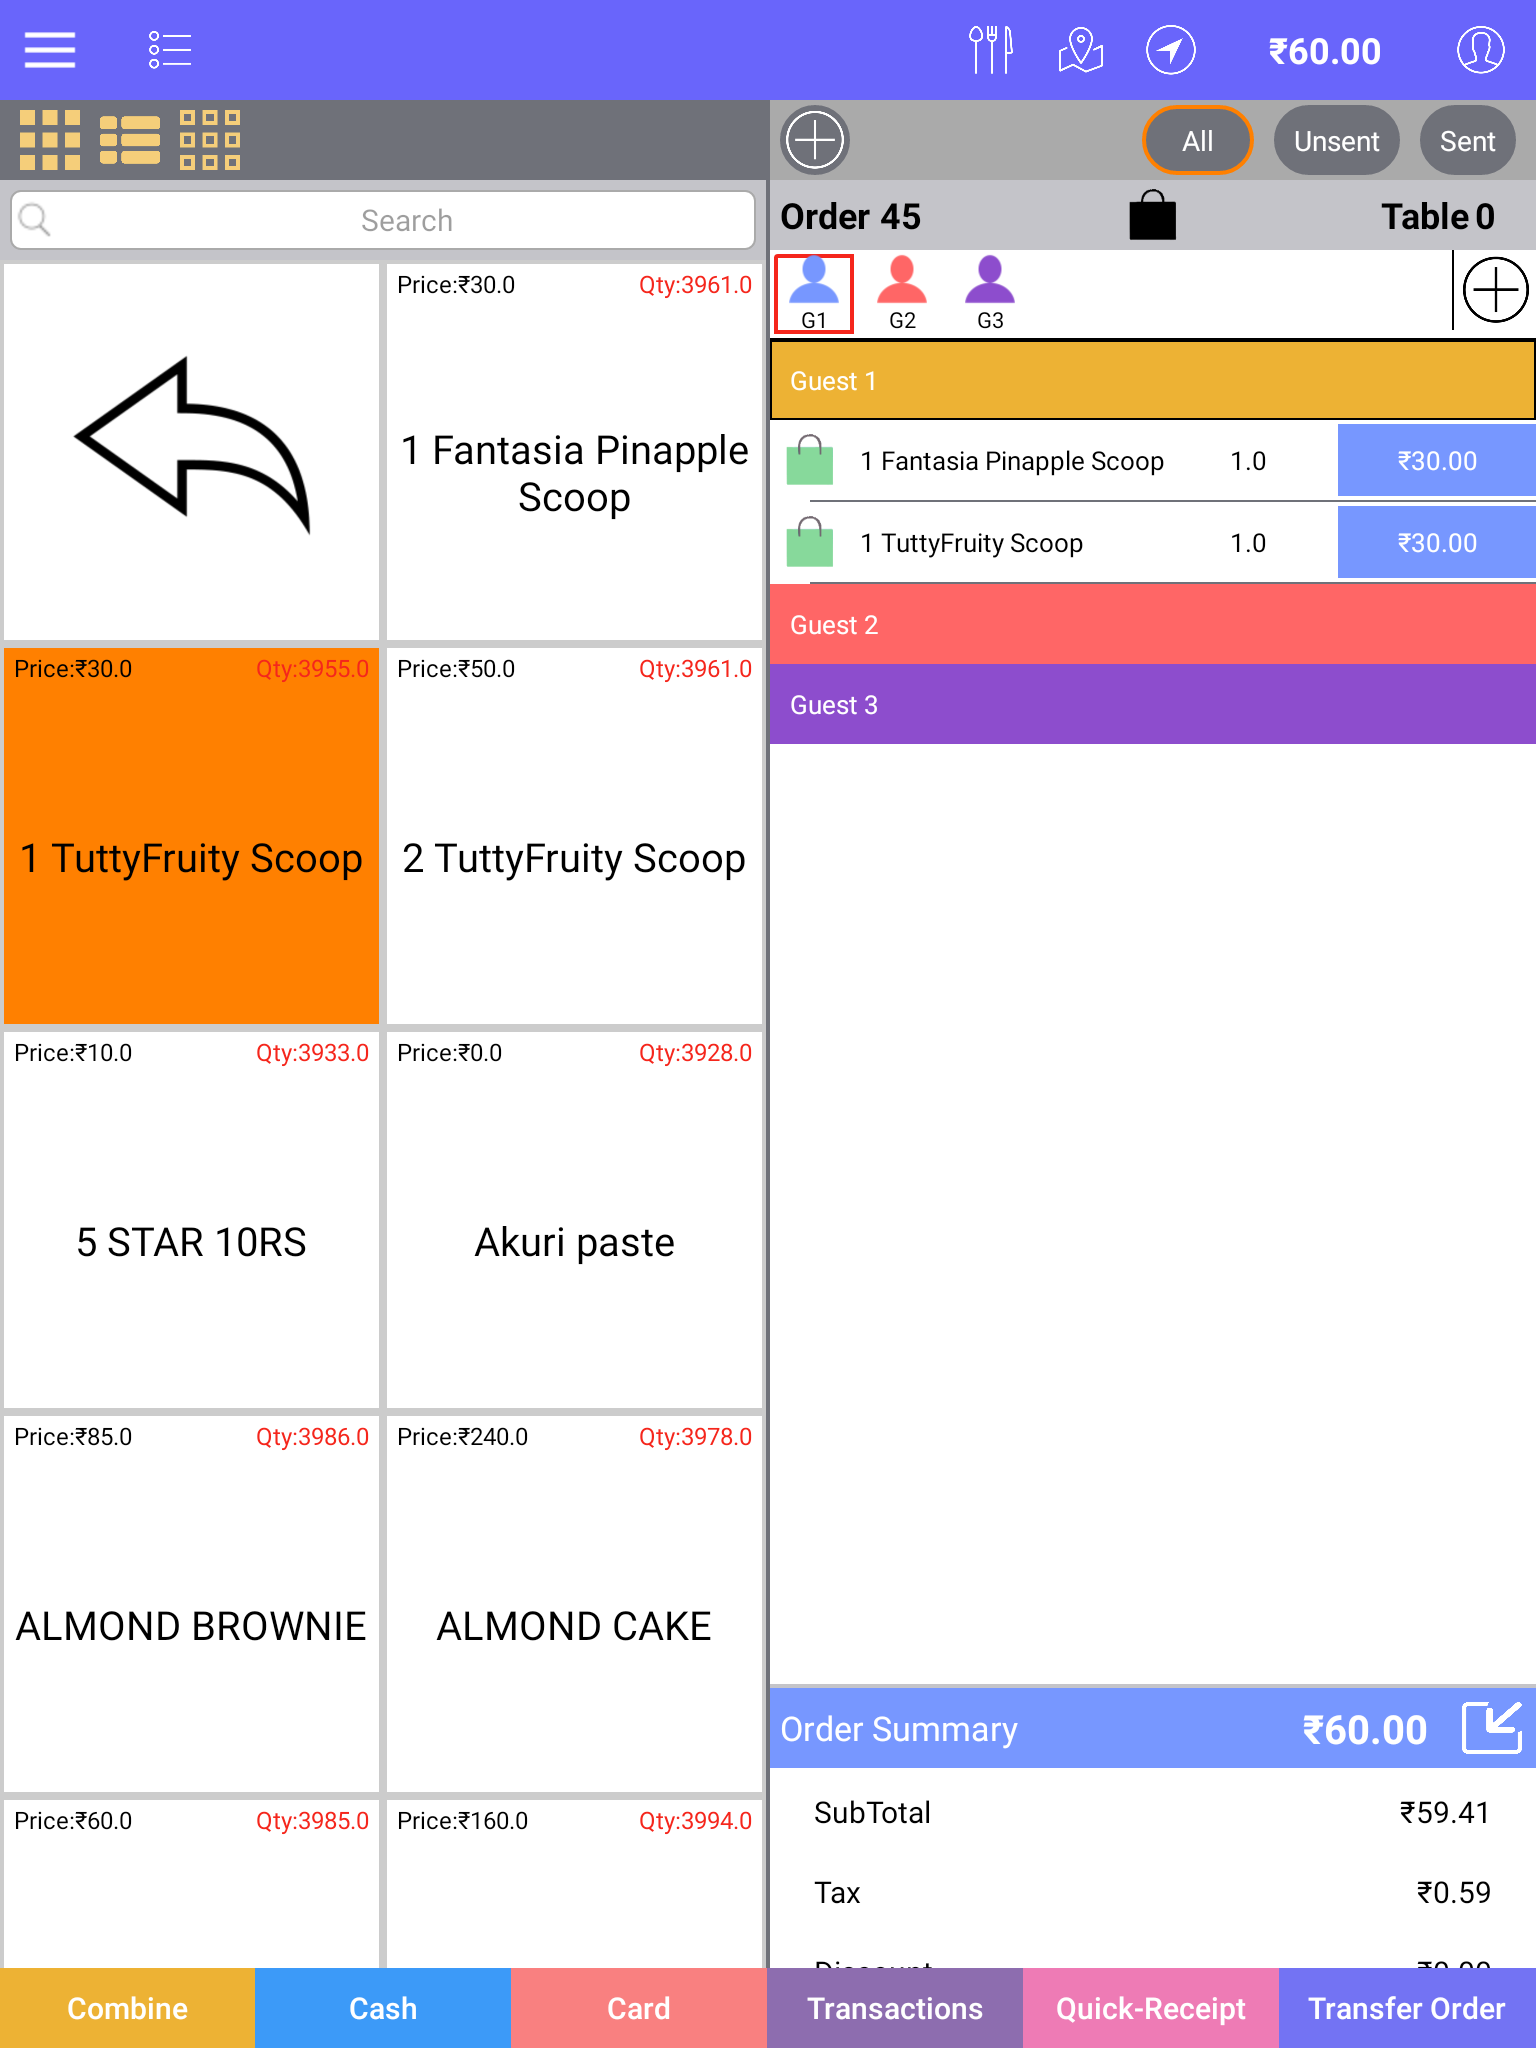 ₹60.00
All
Unsent
Sent
Search
Order 45
Table 0
G1
G2
G3
Guest 1
1 Fantasia Pinapple Scoop 1.0 ₹30.00
1 TuttyFruity Scoop 1.0 ₹30.00
Guest 2
Guest 3
Price:₹30.0 Qty:3961.0
1 Fantasia Pinapple
Scoop
Price:₹30.0 Qty:3955.0
1 TuttyFruity Scoop
Price:₹50.0 Qty:3961.0
2 TuttyFruity Scoop
Price:₹10.0 Qty:3933.0
5 STAR 10RS
Price:₹0.0 Qty:3928.0
Akuri paste
Price:₹85.0 Qty:3986.0
ALMOND BROWNIE
Price:₹240.0 Qty:3978.0
ALMOND CAKE
Price:₹60.0 Qty:3985.0
Price:₹160.0 Qty:3994.0
Order Summary ₹60.00
SubTotal ₹59.41
Tax ₹0.59
Combine
Cash
Card
Transactions
Quick-Receipt
Transfer Order